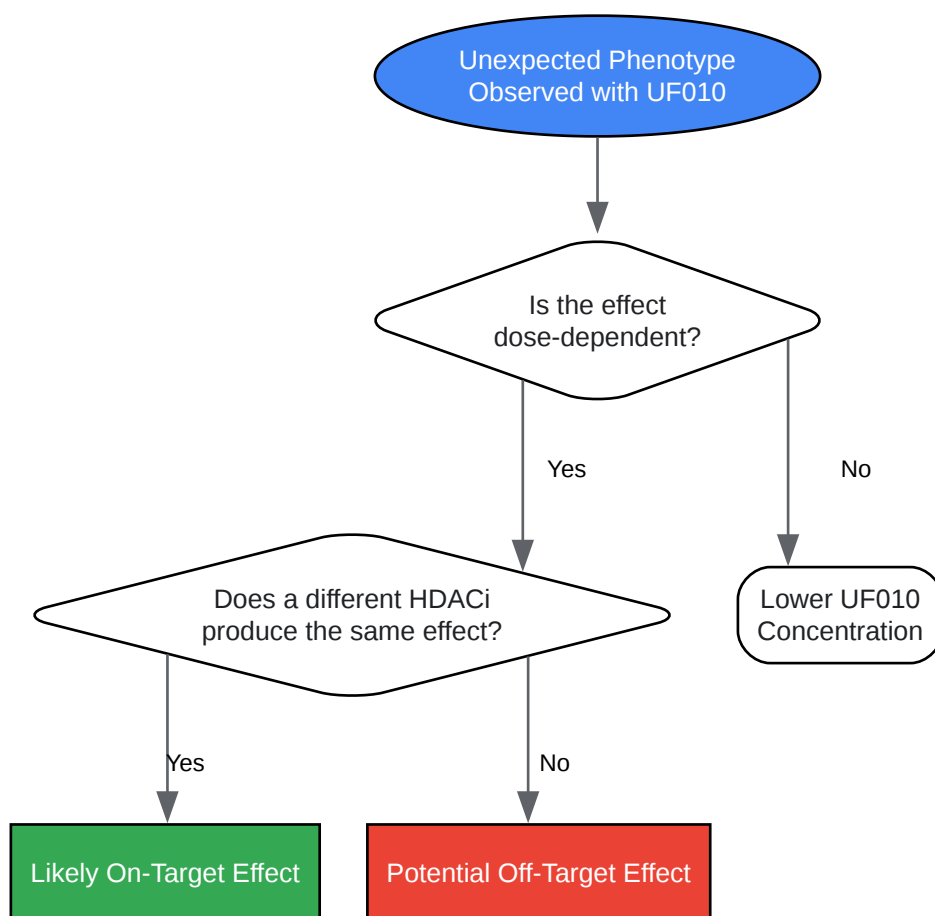 Unexpected Phenotype
Observed with UF010
Is the effect
dose-dependent?
Yes
No
Does a different HDACi
produce the same effect?
Lower UF010
Concentration
Yes
No
Likely On-Target Effect
Potential Off-Target Effect